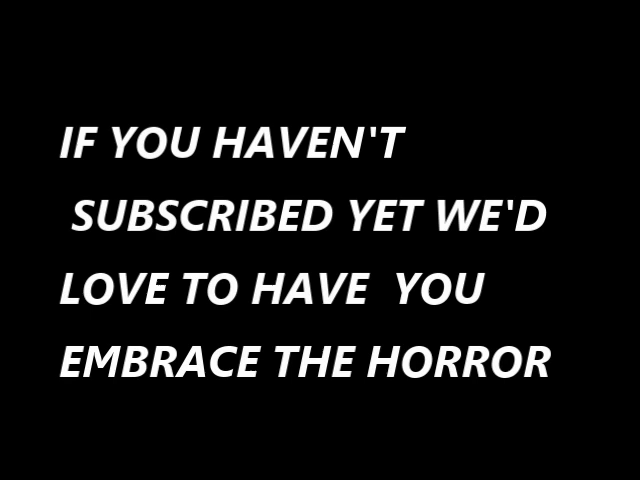 IF YOU HAVEN'T
SUBSCRIBED YET WE'D
LOVE TO HAVE  YOU
EMBRACE THE HORROR